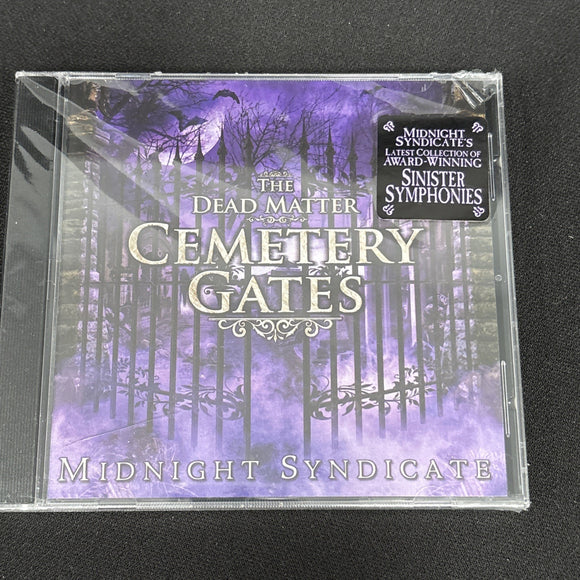 MIDNIGHT
SYNDICATE'S
LATEST COLLECTION OF
AWARD-WINNING
SINISTER
SYMPHONIES
THE
DEAD MATTER
CEMETERY
GATES
MIDNIGHT SYNDICATE